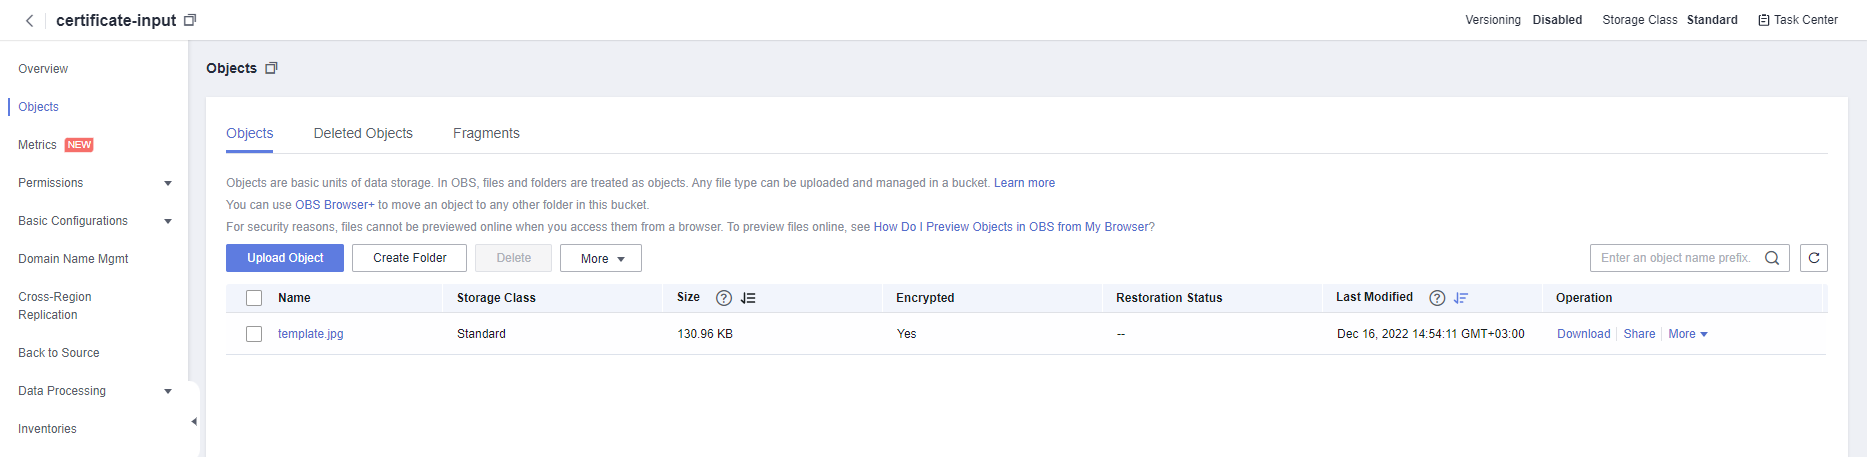 certificate-input
Versioning Disabled Storage Class Standard Task Center
Overview
Objects
Metrics NEW
Permissions
Basic Configurations
Domain Name Mgmt
Cross-Region
Replication
Back to Source
Data Processing
Inventories
Objects
Objects Deleted Objects Fragments
Objects are basic units of data storage. In OBS, files and folders are treated as objects. Any file type can be uploaded and managed in a bucket. Learn more
You can use OBS Browser+ to move an object to any other folder in this bucket.
For security reasons, files cannot be previewed online when you access them from a browser. To preview files online, see How Do I Preview Objects in OBS from My Browser?
Upload Object Create Folder Delete More Enter an object name prefix.
Name Storage Class Size ? Encrypted Restoration Status Last Modified ? Operation
template.jpg Standard 130.96 KB Yes -- Dec 16, 2022 14:54:11 GMT+03:00 Download Share More